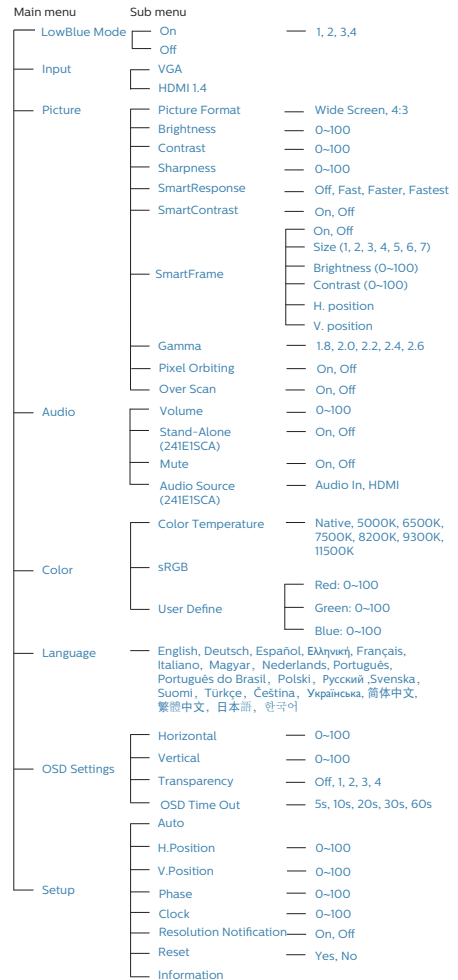 Main menu Sub menu
LowBlue Mode On 1, 2, 3,4
Off
Input VGA
HDMI 1.4
Picture Picture Format Wide Screen, 4:3
Brightness 0~100
Contrast 0~100
Sharpness 0~100
SmartResponse Off, Fast, Faster, Fastest
SmartContrast On, Off
On, Off
Size (1, 2, 3, 4, 5, 6, 7)
SmartFrame Brightness (0~100)
Contrast (0~100)
H. position
V. position
Gamma 1.8, 2.0, 2.2, 2.4, 2.6
Pixel Orbiting On, Off
Over Scan On, Off
Audio Volume 0~100
Stand-Alone On, Off
(241E1SCA)
Mute On, Off
Audio Source Audio In, HDMI
(241E1SCA)
Color Temperature Native, 5000K, 6500K,
7500K, 8200K, 9300K,
11500K
Color sRGB
Red: 0~100
User Define Green: 0~100
Blue: 0~100
Language English, Deutsch, Español, Ελληνική, Français,
Italiano, Magyar, Nederlands, Português,
Português do Brasil, Polski, Русский ,Svenska ,
Suomi, Türkçe, Čeština, Українська, 简体中文,
繁體中文, 日本語, 한국어
Horizontal 0~100
Vertical 0~100
OSD Settings Transparency Off, 1, 2, 3, 4
OSD Time Out 5s, 10s, 20s, 30s, 60s
Auto
H.Position 0~100
V.Position 0~100
Setup Phase 0~100
Clock 0~100
Resolution Notification On, Off
Reset Yes, No
Information